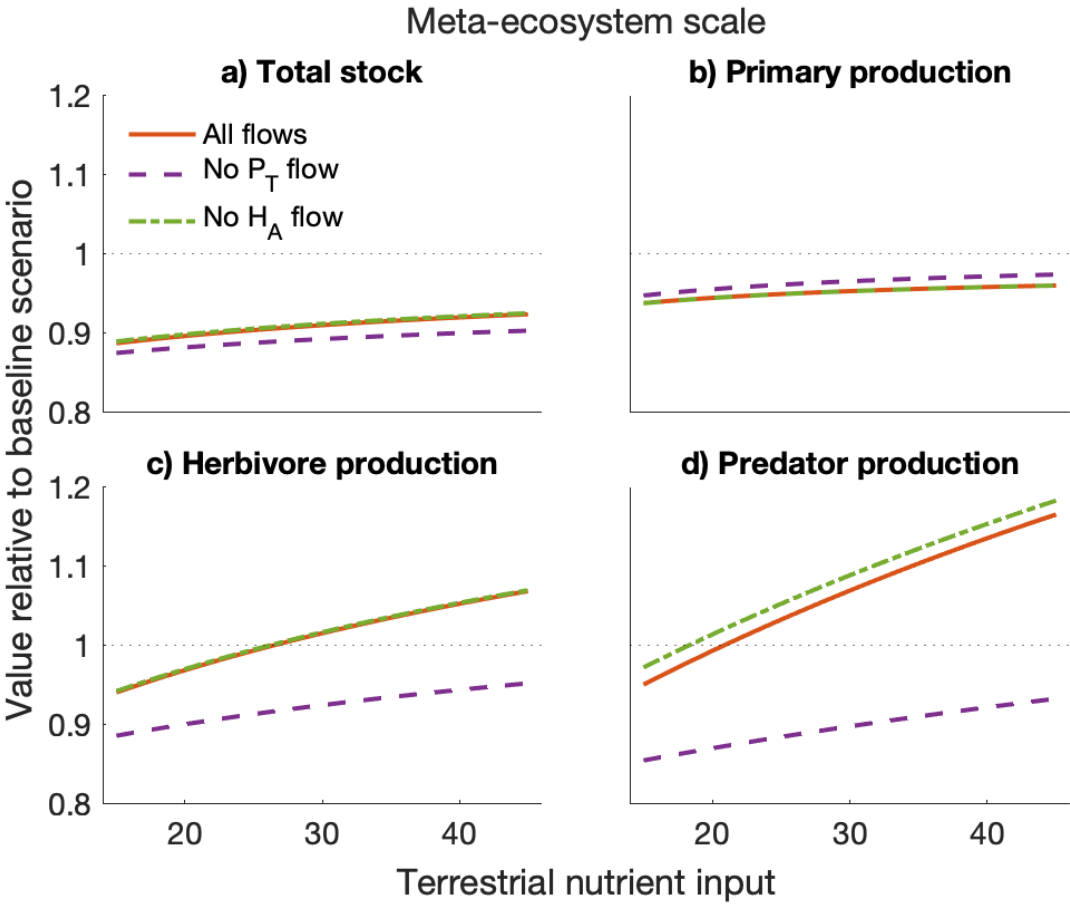 Meta-ecosystem scale
a) Total stock
b) Primary production
1.2
1.1
1
0.9
0.8
All flows
No P_T flow
No H_A flow
Value relative to baseline scenario
c) Herbivore production
d) Predator production
1.2
1.1
1
0.9
0.8
20 30 40
20 30 40
Terrestrial nutrient input